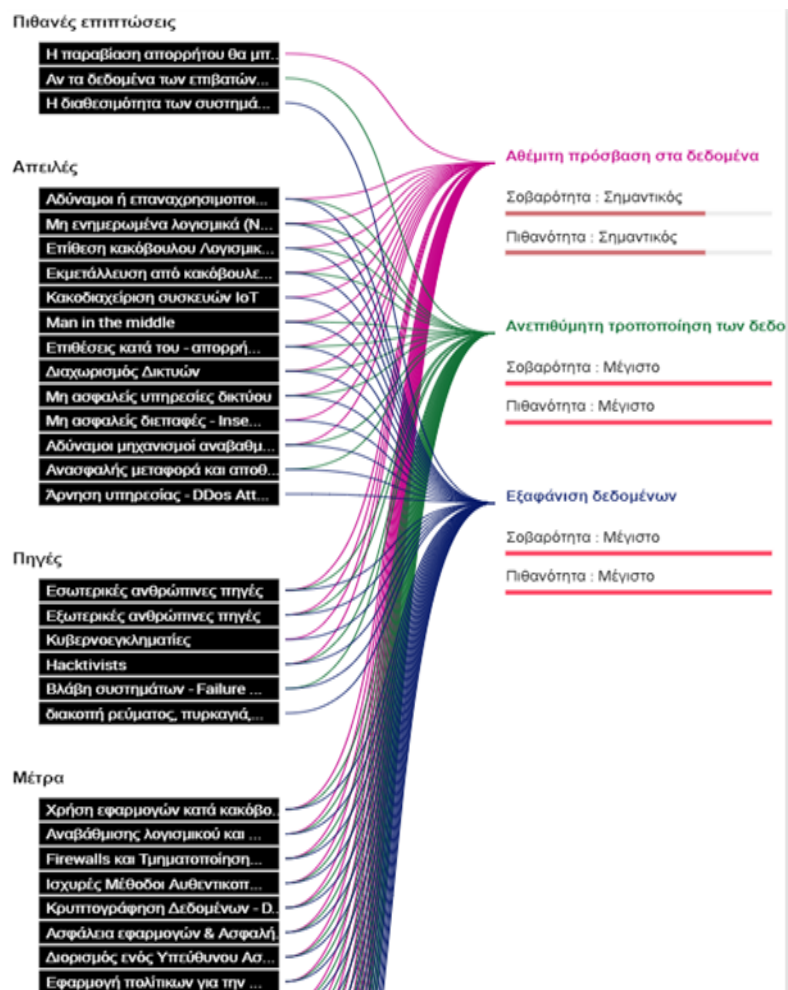 Πιθανές επιπτώσεις
Η παραβίαση απορρήτου θα μπ...
Αν τα δεδομένα των επιβατών...
Η διαθεσιμότητα των συστημά...
Απειλές
Αδύναμοι ή επαναχρησιμοποι...
Μη ενημερωμένα λογισμικά (N...
Επίθεση κακόβουλου Λογισμικ...
Εκμετάλλευση από κακόβουλε...
Κακοδιαχείριση συσκευών IoT
Man in the middle
Επιθέσεις κατά του - απορρή...
Διαχωρισμός Δικτυών
Μη ασφαλείς υπηρεσίες δικτύου
Μη ασφαλείς διεπαφές - Inse...
Αδύναμοι μηχανισμοί αναβαθμ...
Ανασφαλής μεταφορά και αποθ...
Άρνηση υπηρεσίας - DDos Att...
Πηγές
Εσωτερικές ανθρώπινες πηγές
Εξωτερικές ανθρώπινες πηγές
Κυβερνοεγκληματίες
Hacktivists
Βλάβη συστημάτων - Failure ...
διακοπή ρεύματος, πυρκαγιά,...
Μέτρα
Χρήση εφαρμογών κατά κακόβο...
Αναβάθμισης λογισμικού και ...
Firewalls και Τμηματοποίηση...
Ισχυρές Μέθοδοι Αυθεντικοπ...
Κρυπτογράφηση Δεδομένων - D...
Ασφάλεια εφαρμογών & Ασφαλή.
Διορισμός ενός Υπεύθυνου Ασ...
Εφαρμογή πολίτικων για την ...
Αθέμιτη πρόσβαση στα δεδομένα
Σοβαρότητα : Σημαντικός
Πιθανότητα : Σημαντικός
Ανεπιθύμητη τροποποίηση των δεδο
Σοβαρότητα : Μέγιστο
Πιθανότητα : Μέγιστο
Εξαφάνιση δεδομένων
Σοβαρότητα : Μέγιστο
Πιθανότητα : Μέγιστο